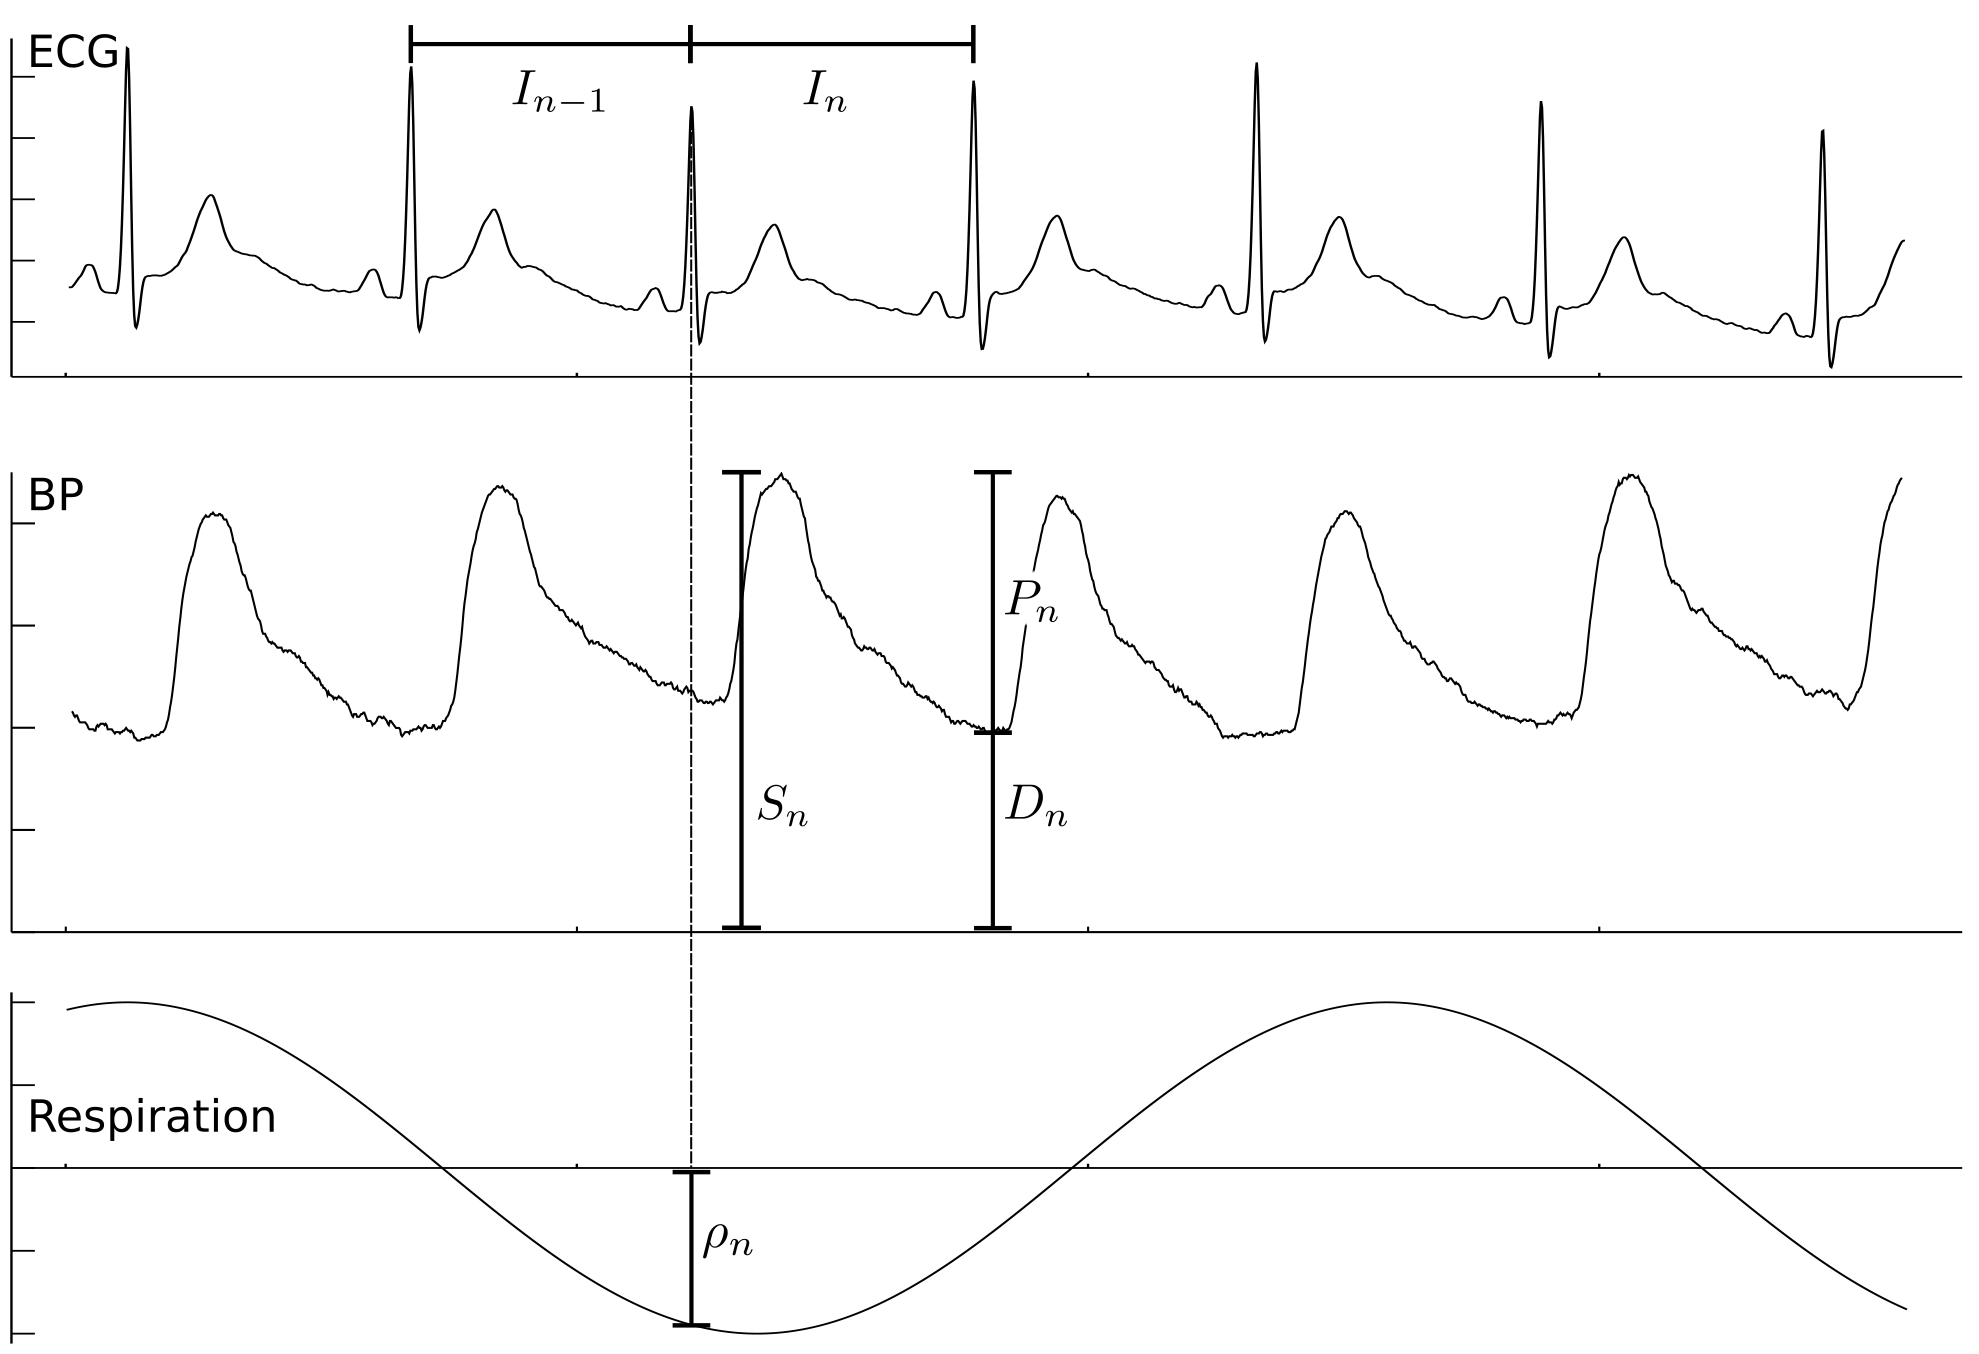 ECG
I_{n-1}
I_n
BP
P_n
S_n
D_n
Respiration
ρ_n